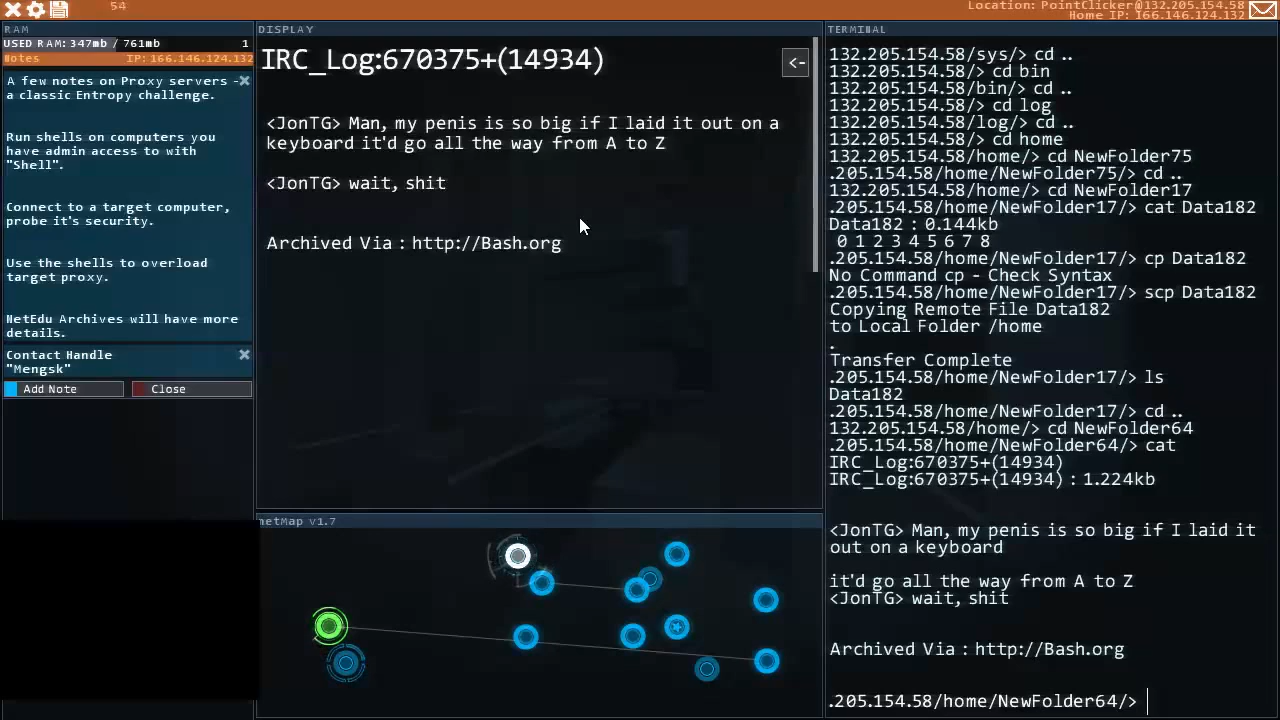 54
Location: PointClicker@132.205.154.58
Home IP: 166.146.124.132
RAM
USED RAM: 347mb / 761mb 1
Notes IP: 166.146.124.132
A few notes on Proxy servers -
a classic Entropy challenge.
Run shells on computers you
have admin access to with
"Shell".
Connect to a target computer,
probe it's security.
Use the shells to overload
target proxy.
NetEdu Archives will have more
details.
Contact Handle
"Mengsk"
Add Note
Close
DISPLAY
IRC_Log:670375+(14934)
<-
<JonTG> Man, my penis is so big if I laid it out on a
keyboard it'd go all the way from A to Z
<JonTG> wait, shit
Archived Via : http://Bash.org
netMap v1.7
TERMINAL
132.205.154.58/sys/> cd ..
132.205.154.58/> cd bin
132.205.154.58/bin/> cd ..
132.205.154.58/> cd log
132.205.154.58/log/> cd ..
132.205.154.58/> cd home
132.205.154.58/home/> cd NewFolder75
.205.154.58/home/NewFolder75/> cd ..
132.205.154.58/home/> cd NewFolder17
.205.154.58/home/NewFolder17/> cat Data182
Data182 : 0.144kb
0 1 2 3 4 5 6 7 8
.205.154.58/home/NewFolder17/> cp Data182
No Command cp - Check Syntax
.205.154.58/home/NewFolder17/> scp Data182
Copying Remote File Data182
to Local Folder /home
.
Transfer Complete
.205.154.58/home/NewFolder17/> ls
Data182
.205.154.58/home/NewFolder17/> cd ..
132.205.154.58/home/> cd NewFolder64
.205.154.58/home/NewFolder64/> cat
IRC_Log:670375+(14934)
IRC_Log:670375+(14934) : 1.224kb
<JonTG> Man, my penis is so big if I laid it
out on a keyboard
it'd go all the way from A to Z
<JonTG> wait, shit
Archived Via : http://Bash.org
.205.154.58/home/NewFolder64/>